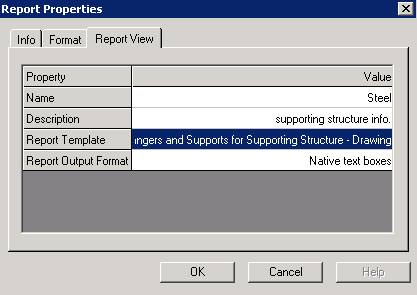 Report Properties
Info Format Report View
Property Value
Name Steel
Description supporting structure info.
Report Template and Supports for Supporting Structure - Drawing
Report Output Format Native text boxes
OK Cancel Help